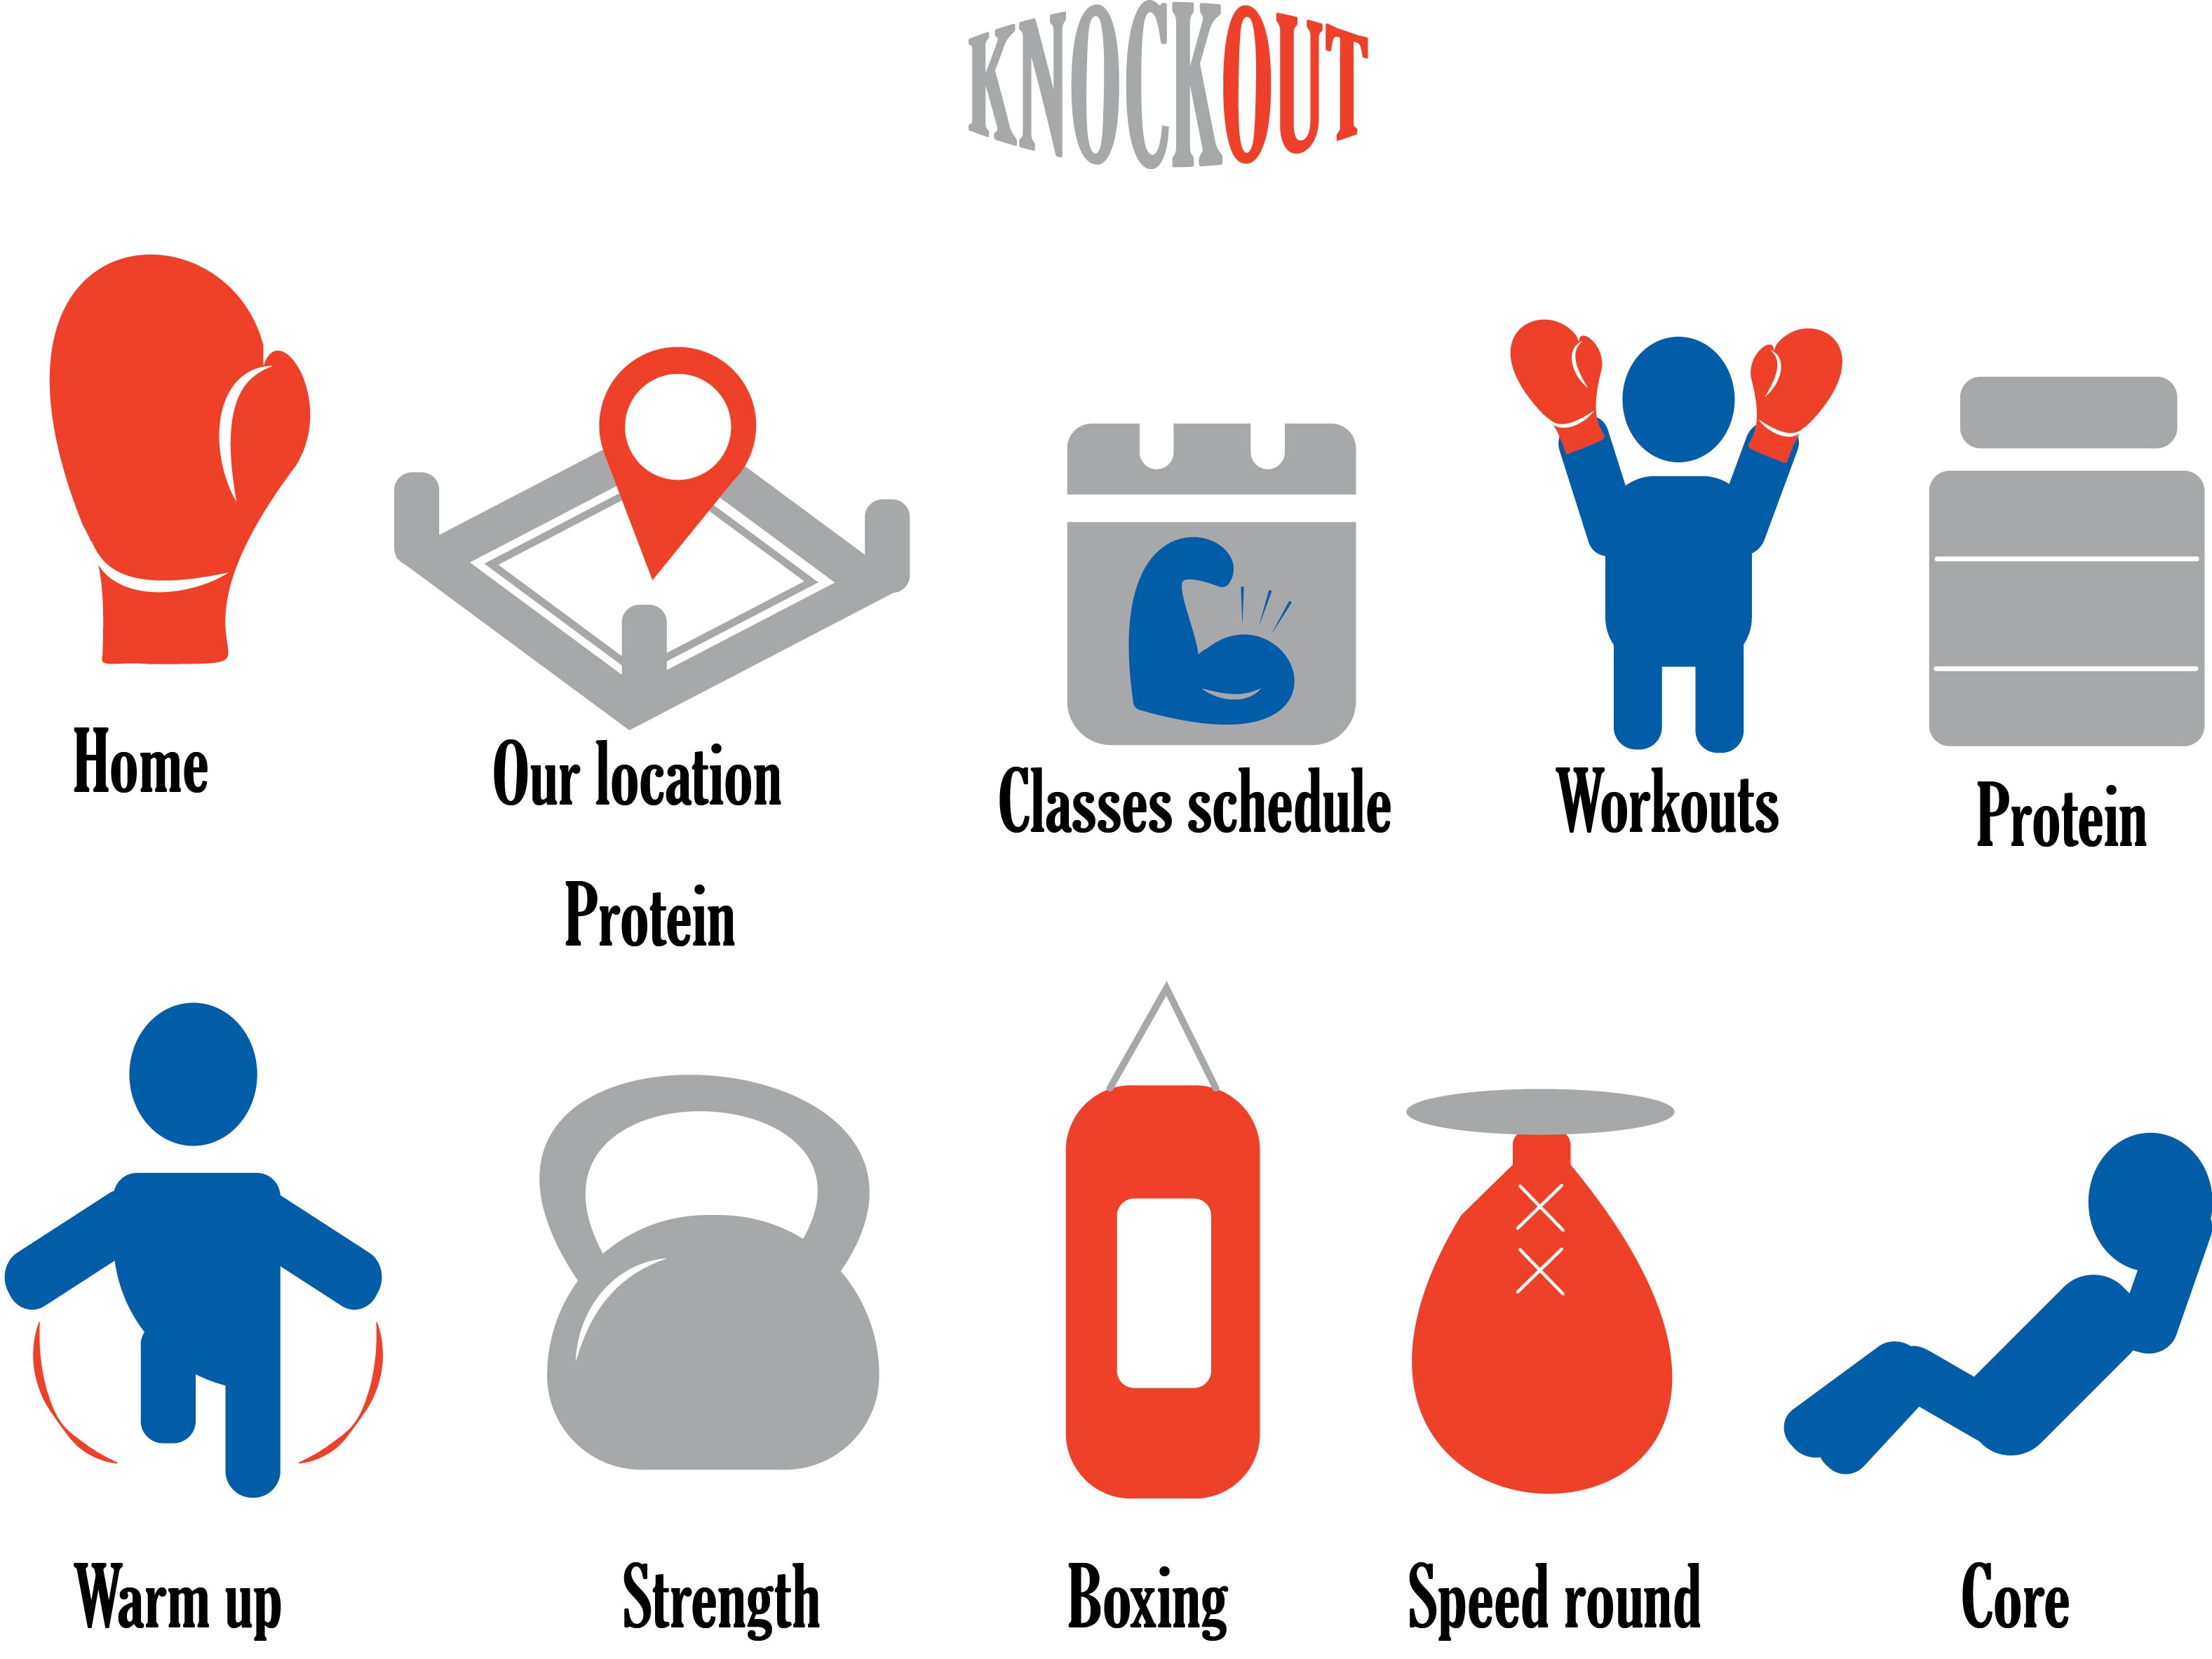 KNOCKOUT
Home
Our location
Classes schedule
Workouts
Protein
Protein
Warm up
Strength
Boxing
Speed round
Core